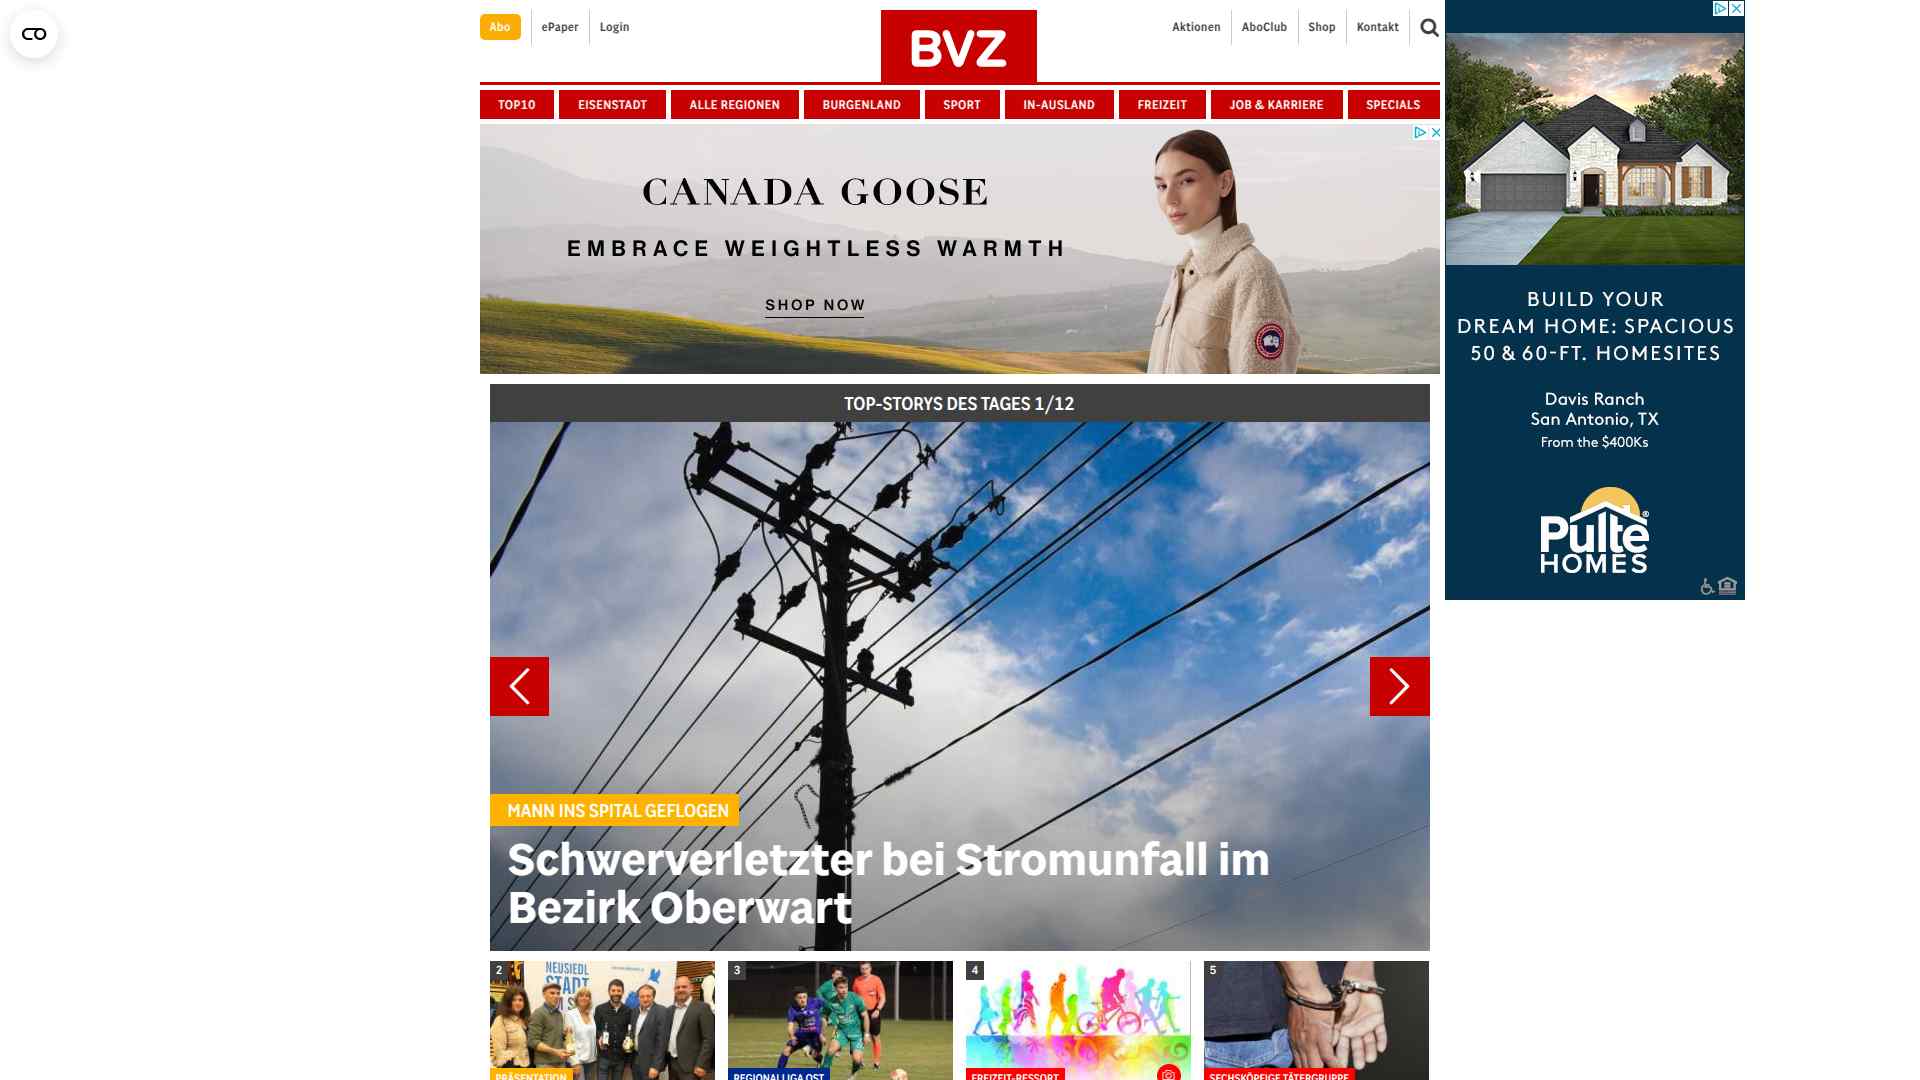 Abo
ePaper
Login
BVZ
Aktionen
AboClub
Shop
Kontakt
TOP10
EISENSTADT
ALLE REGIONEN
BURGENLAND
SPORT
IN-AUSLAND
FREIZEIT
JOB & KARRIERE
SPECIALS
CANADA GOOSE
EMBRACE WEIGHTLESS WARMTH
SHOP NOW
BUILD YOUR
DREAM HOME: SPACIOUS
50 & 60-FT. HOMESITES
Davis Ranch
San Antonio, TX
From the $400Ks
Pulte®
HOMES
TOP-STORYS DES TAGES 1/12
MANN INS SPITAL GEFLOGEN
Schwerverletzter bei Stromunfall im
Bezirk Oberwart
2
NEUSIEDL
STADT
PRÄSENTATION
3
REGIONALLIGA OST
4
FREIZEIT-RESSORT
5
SECHSKÖPFIGE TÄTERGRUPPE